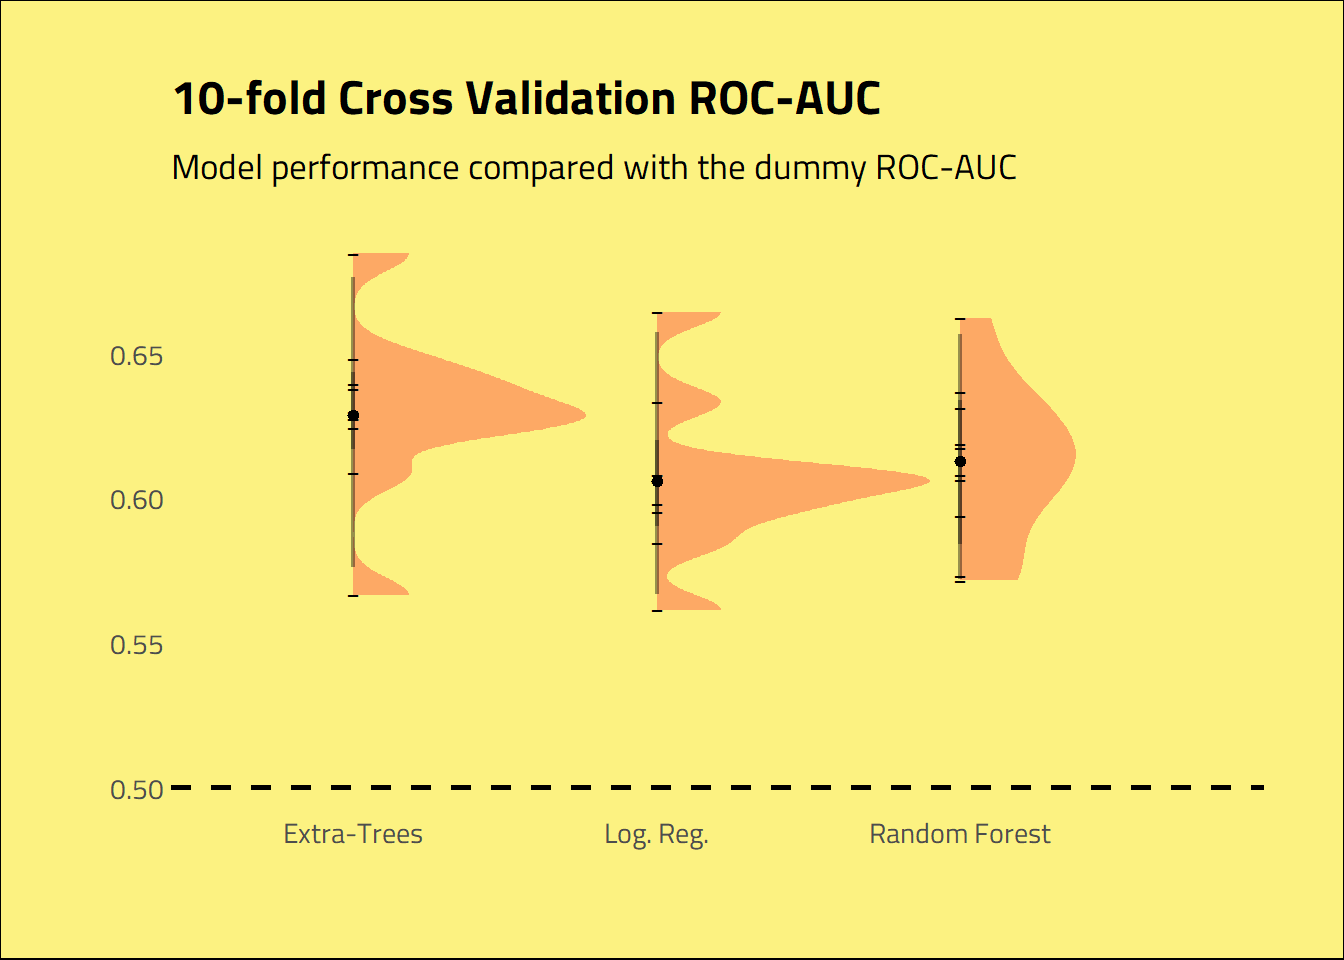 10-fold Cross Validation ROC-AUC
Model performance compared with the dummy ROC-AUC
0.65
0.60
0.55
0.50
Extra-Trees
Log. Reg.
Random Forest